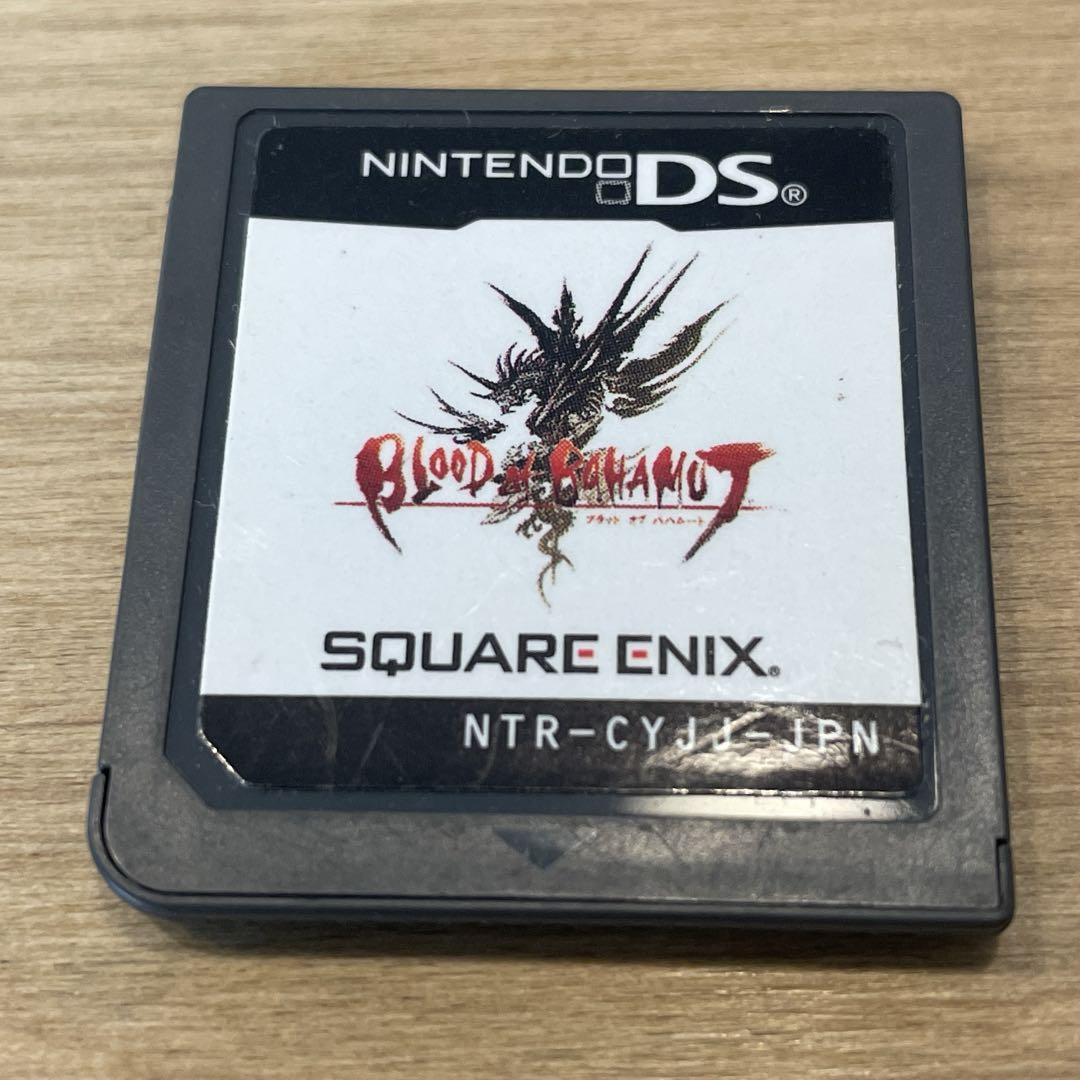 NINTENDO DS®
BLOOD OF BAHAMUT
ブラッド オブ バハムート
SQUARE ENIX®
NTR-CYJJ-JPN